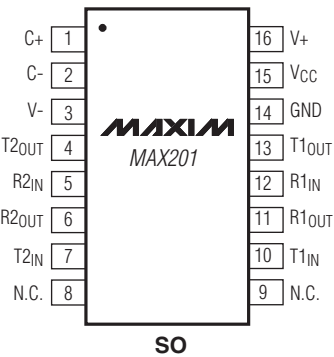 C+ 1 16 V+
C- 2 15 VCC
V- 3 14 GND
T2OUT 4 MAXIM 13 T1OUT
R2IN 5 MAX201 12 R1IN
R2OUT 6 11 R1OUT
T2IN 7 10 T1IN
N.C. 8 9 N.C.
SO